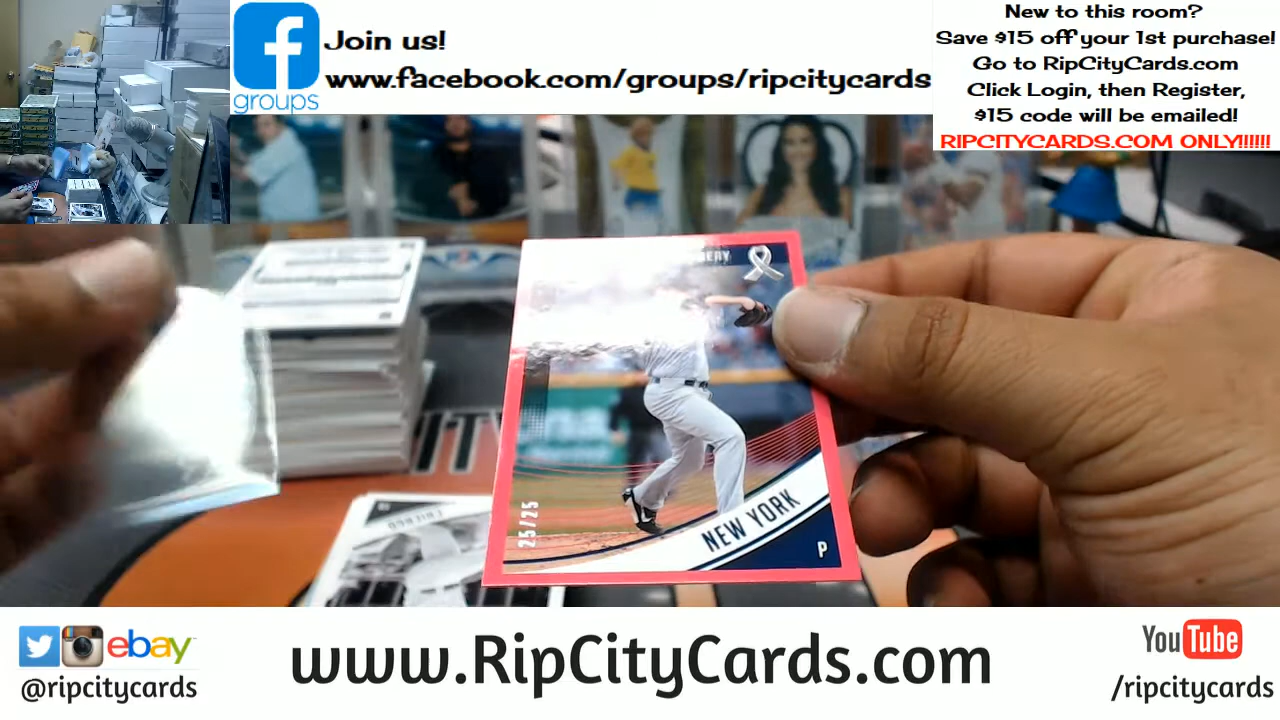 Join us!
www.facebook.com/groups/ripcitycards
groups
New to this room?
Save $15 off your 1st purchase!
Go to RipCityCards.com
Click Login, then Register,
$15 code will be emailed!
RIPCITYCARDS.COM ONLY!!!!!!
25/25
NEW YORK
P
ebay
@ripcitycards
www.RipCityCards.com
YouTube
/ripcitycards